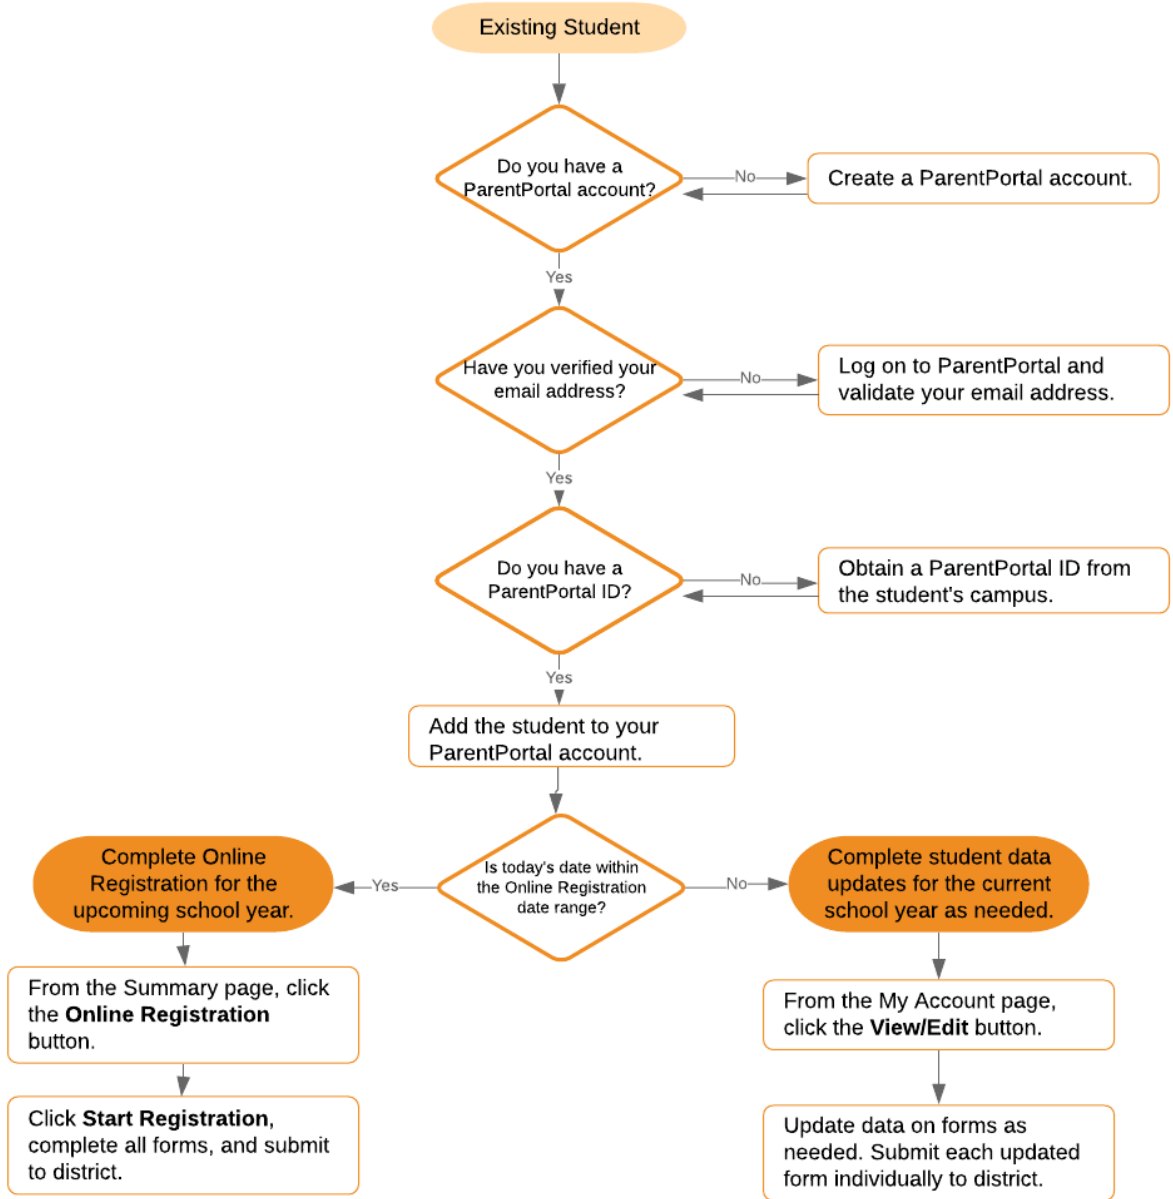 Existing Student
Do you have a
ParentPortal account?
No
Create a ParentPortal account.
Yes
Have you verified your
email address?
No
Log on to ParentPortal and
validate your email address.
Yes
Do you have a
ParentPortal ID?
No
Obtain a ParentPortal ID from
the student's campus.
Yes
Add the student to your
ParentPortal account.
Is today's date within
the Online Registration
date range?
Yes
Complete Online
Registration for the
upcoming school year.
From the Summary page, click
the Online Registration
button.
Click Start Registration,
complete all forms, and submit
to district.
No
Complete student data
updates for the current
school year as needed.
From the My Account page,
click the View/Edit button.
Update data on forms as
needed. Submit each updated
form individually to district.